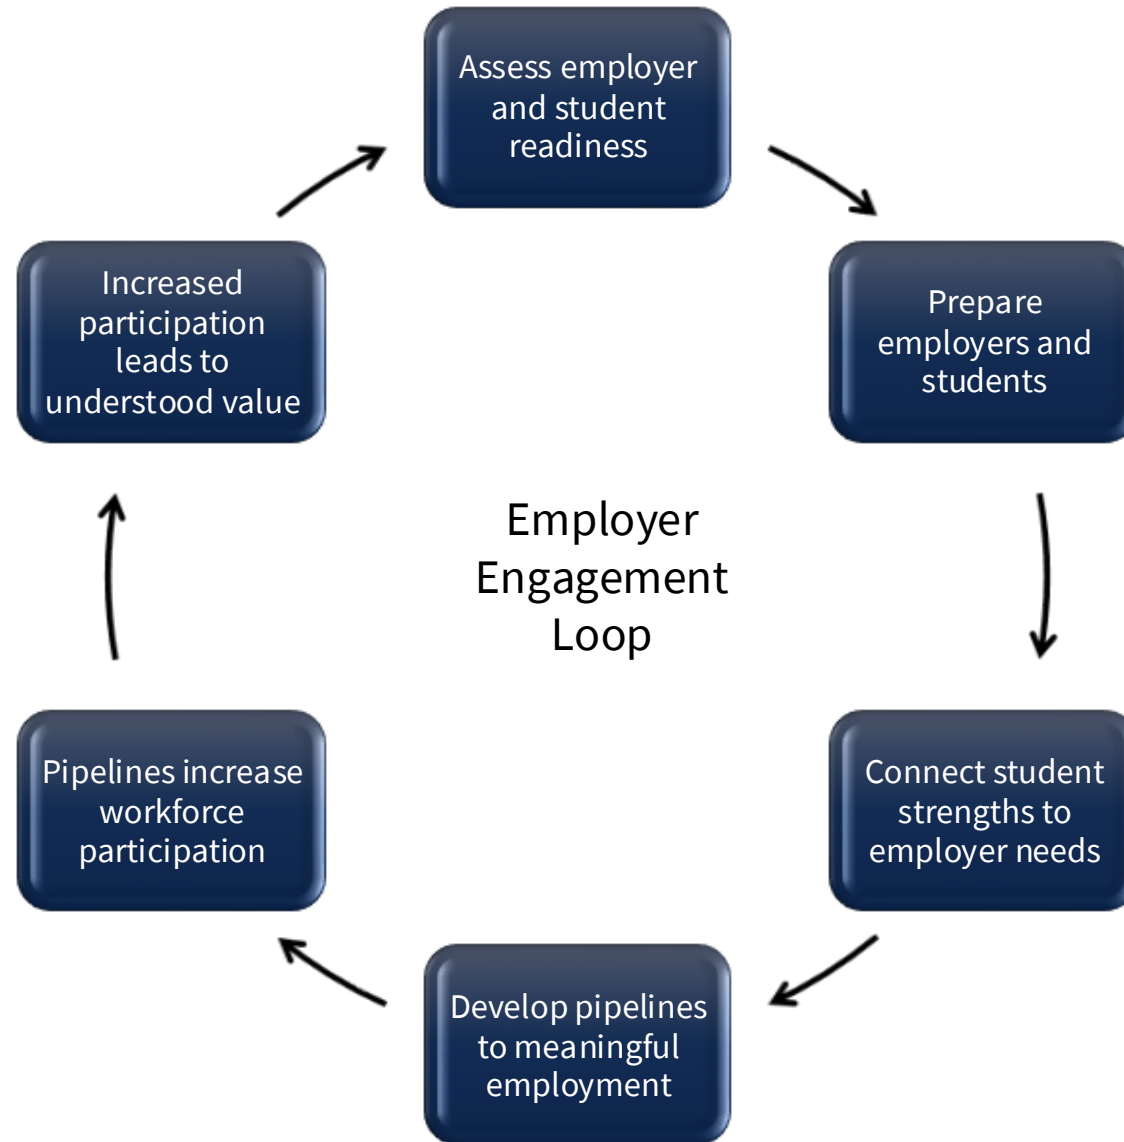 Assess employer
and student
readiness
Prepare
employers and
students
Connect student
strengths to
employer needs
Develop pipelines
to meaningful
employment
Pipelines increase
workforce
participation
Increased
participation
leads to
understood value
Employer
Engagement
Loop